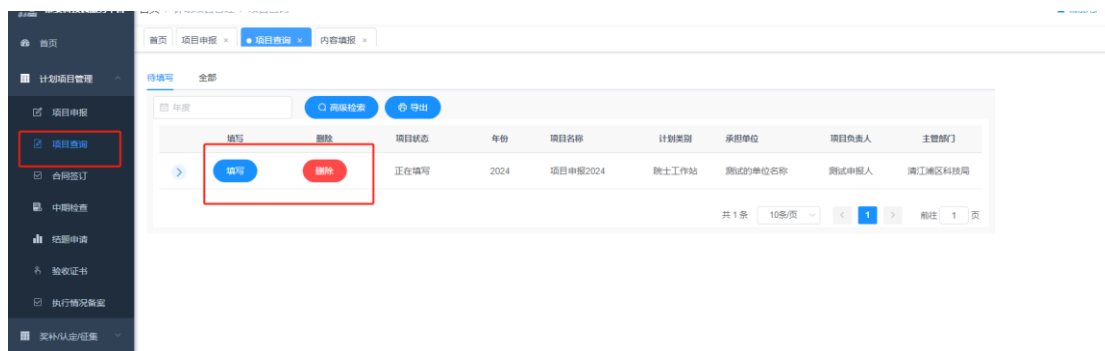 首页
计划项目管理
项目申报
项目查询
合同签订
中期检查
结题申请
验收证书
执行情况备案
奖补/认定/征集
首页 项目申报 × 项目查询 × 内容填报 ×
待填写 全部
年度 高级检索 导出
填写 删除 项目状态 年份 项目名称 计划类别 承担单位 项目负责人 主管部门
填写 删除 正在填写 2024 项目申报2024 院士工作站 测试的单位名称 测试申报人 清江浦区科技局
共 1 条 10条/页 1 前往 1 页